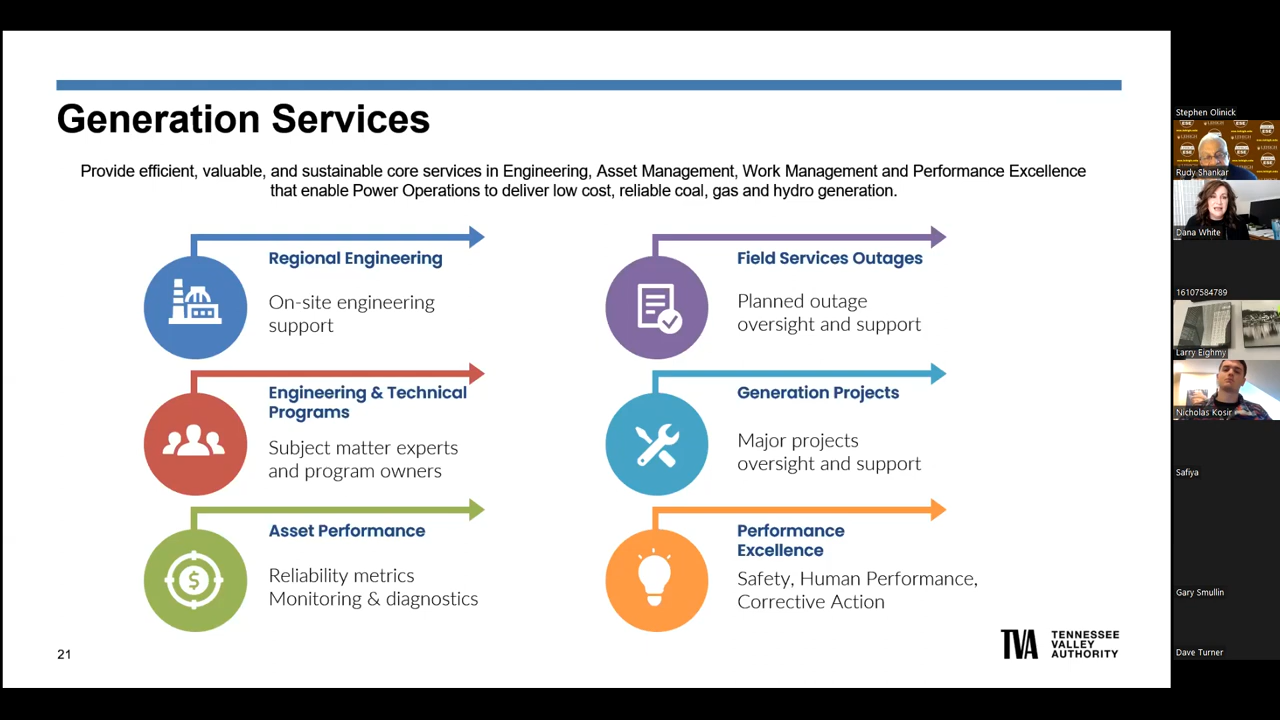 Generation Services
Provide efficient, valuable, and sustainable core services in Engineering, Asset Management, Work Management and Performance Excellence
that enable Power Operations to deliver low cost, reliable coal, gas and hydro generation.
Regional Engineering
On-site engineering
support
Engineering & Technical
Programs
Subject matter experts
and program owners
$
Asset Performance
Reliability metrics
Monitoring & diagnostics
Field Services Outages
Planned outage
oversight and support
Generation Projects
Major projects
oversight and support
Performance
Excellence
Safety, Human Performance,
Corrective Action
21
TVA
TENNESSEE
VALLEY
AUTHORITY
Stephen Olinick
Rudy Shankar
Dana White
16107584789
Larry Eighmy
Nicholas Kosir
Safiya
Gary Smullin
Dave Turner